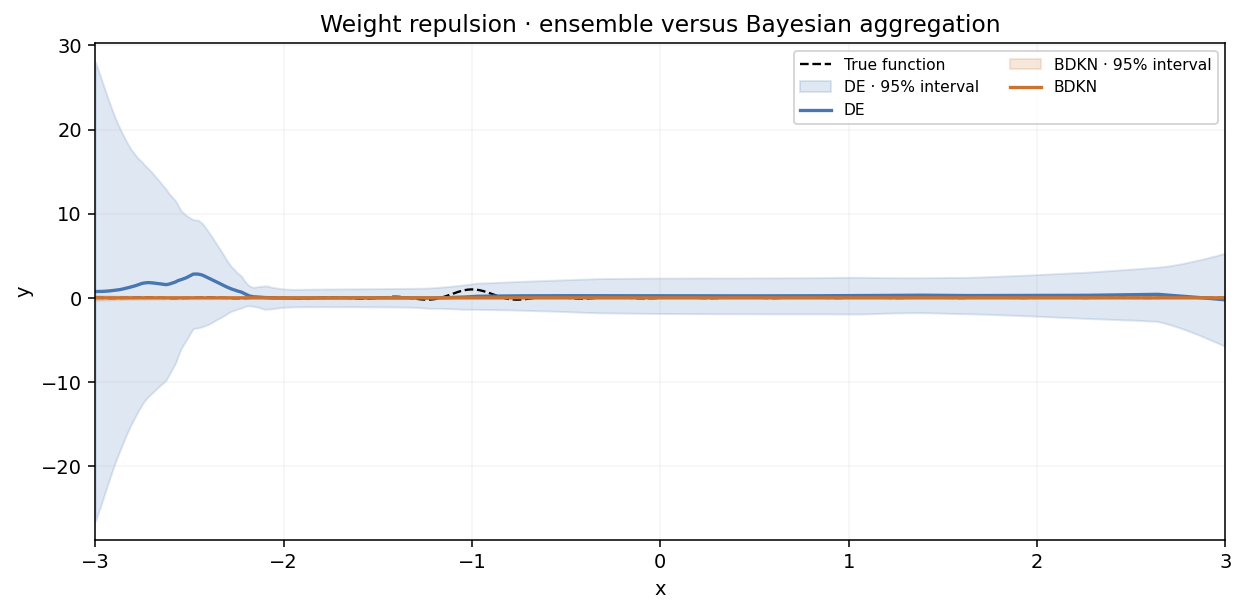 Weight repulsion · ensemble versus Bayesian aggregation
True function
DE · 95% interval
DE
BDKN · 95% interval
BDKN
y
30
20
10
0
−10
−20
−3
−2
−1
0
1
2
3
x